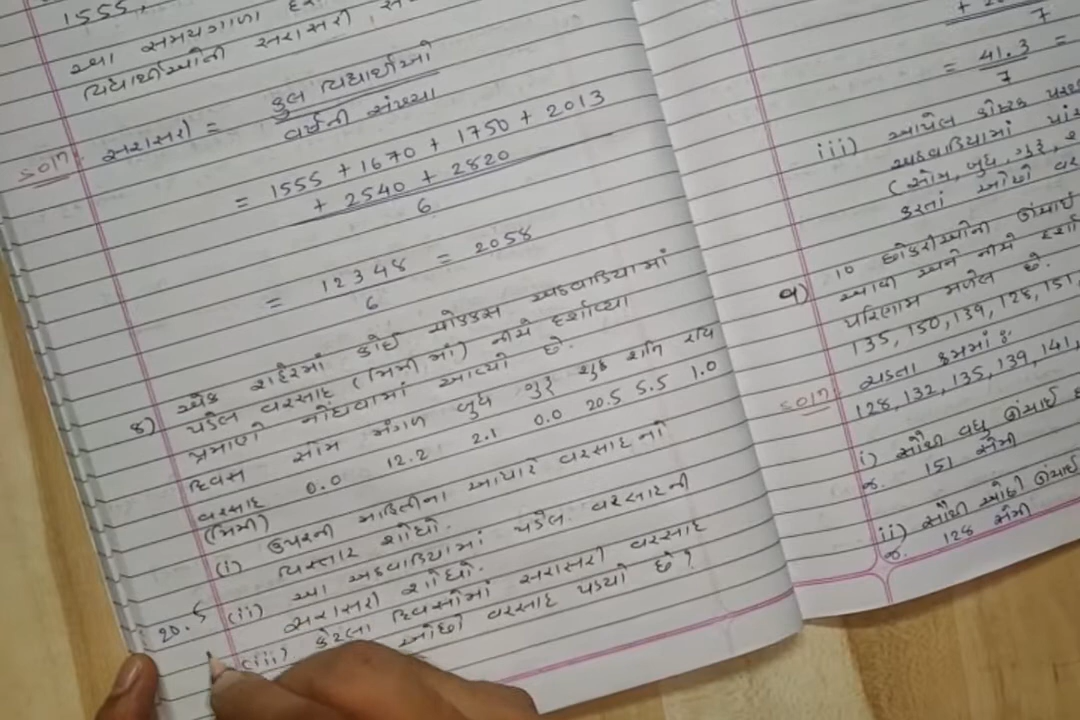 1555,
આ સમયગાળા
વિદ્યાર્થીઓની સરાસરી
soln
સરાસરી = કુલ વિદ્યાર્થીઓ
વર્ષની સંખ્યા
= 1555 + 1670 + 1750 + 2013
+ 2540 + 2820
6
= 12348 = 2058
6
8) એક શહેરમાં કોઈ ચોક્કસ અઠવાડિયામાં
પડેલ વરસાદ (મિમી માં) નીચે દર્શાવ્યા
પ્રમાણે નોંધવામાં આવ્યો છે.
દિવસ સોમ મંગળ બુધ ગુરુ શુક્ર શનિ રવિ
વરસાદ 0.0 12.2 2.1 0.0 20.5 5.5 1.0
(મિમી)
(i) ઉપરની માહિતીના આધારે વરસાદનો
વિસ્તાર શોધો.
(ii) આ અઠવાડિયામાં પડેલ વરસાદની
સરાસરી શોધો.
20.5
(iii) કેટલા દિવસોમાં સરાસરી વરસાદ
ઓછો વરસાદ પડ્યો છે?
7
= 41.3 =
7
iii) આપેલ કોષ્ટક
અઠવાડિયામાં
(સોમ, બુધ, ગુરુ,
કરતાં ઓછો
9) 10 છોકરીઓની ઊંચાઈ
આવી અને નીચે
પરિણામ મળેલ છે.
135, 150, 139, 128, 151,
soln
ચડતા ક્રમમાં :
128, 132, 135, 139, 141,
i) સૌથી વધુ ઊંચાઈ
જ. 151 સેમી
ii) સૌથી ઓછી ઊંચાઈ
જ. 128 સેમી